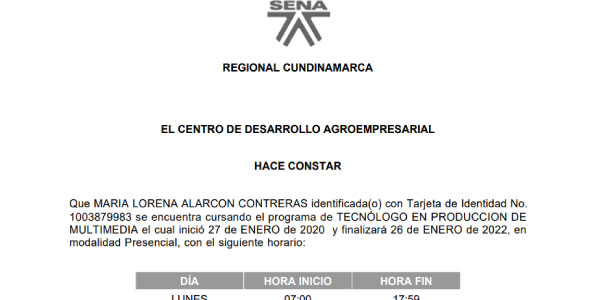 SENA
REGIONAL CUNDINAMARCA
EL CENTRO DE DESARROLLO AGROEMPRESARIAL
HACE CONSTAR
Que MARIA LORENA ALARCON CONTRERAS identificada(o) con Tarjeta de Identidad No.
1003879983 se encuentra cursando el programa de TECNÓLOGO EN PRODUCCION DE
MULTIMEDIA el cual inició 27 de ENERO de 2020 y finalizará 26 de ENERO de 2022, en
modalidad Presencial, con el siguiente horario:
DÍA HORA INICIO HORA FIN
LUNES 07:00 17:59